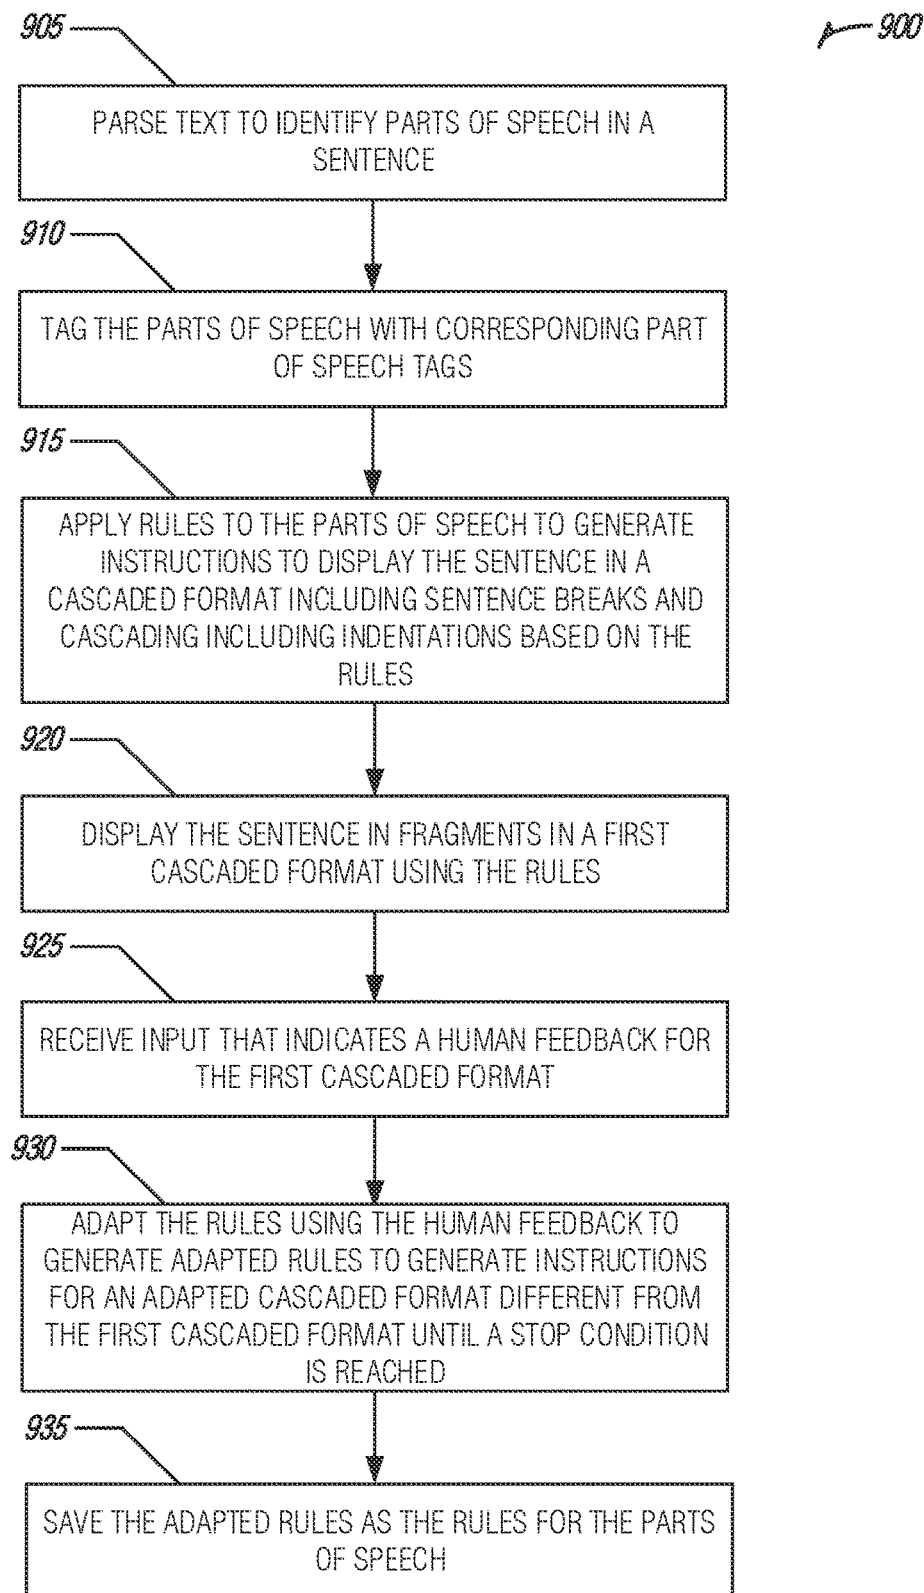 905
900
PARSE TEXT TO IDENTIFY PARTS OF SPEECH IN A
SENTENCE
910
TAG THE PARTS OF SPEECH WITH CORRESPONDING PART
OF SPEECH TAGS
915
APPLY RULES TO THE PARTS OF SPEECH TO GENERATE
INSTRUCTIONS TO DISPLAY THE SENTENCE IN A
CASCADED FORMAT INCLUDING SENTENCE BREAKS AND
CASCADING INCLUDING INDENTATIONS BASED ON THE
RULES
920
DISPLAY THE SENTENCE IN FRAGMENTS IN A FIRST
CASCADED FORMAT USING THE RULES
925
RECEIVE INPUT THAT INDICATES A HUMAN FEEDBACK FOR
THE FIRST CASCADED FORMAT
930
ADAPT THE RULES USING THE HUMAN FEEDBACK TO
GENERATE ADAPTED RULES TO GENERATE INSTRUCTIONS
FOR AN ADAPTED CASCADED FORMAT DIFFERENT FROM
THE FIRST CASCADED FORMAT UNTIL A STOP CONDITION
IS REACHED
935
SAVE THE ADAPTED RULES AS THE RULES FOR THE PARTS
OF SPEECH